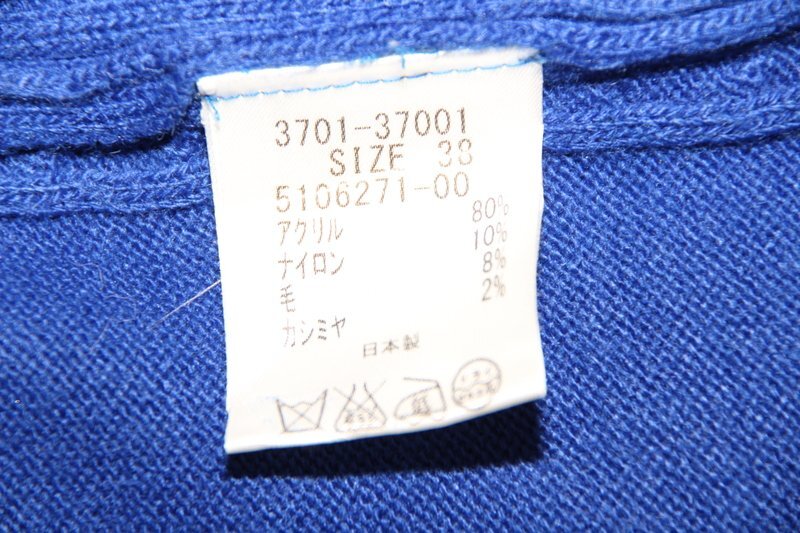 3701-37001
SIZE 38
5106271-00
アクリル 80%
ナイロン 10%
毛 8%
カシミヤ 2%
日本製